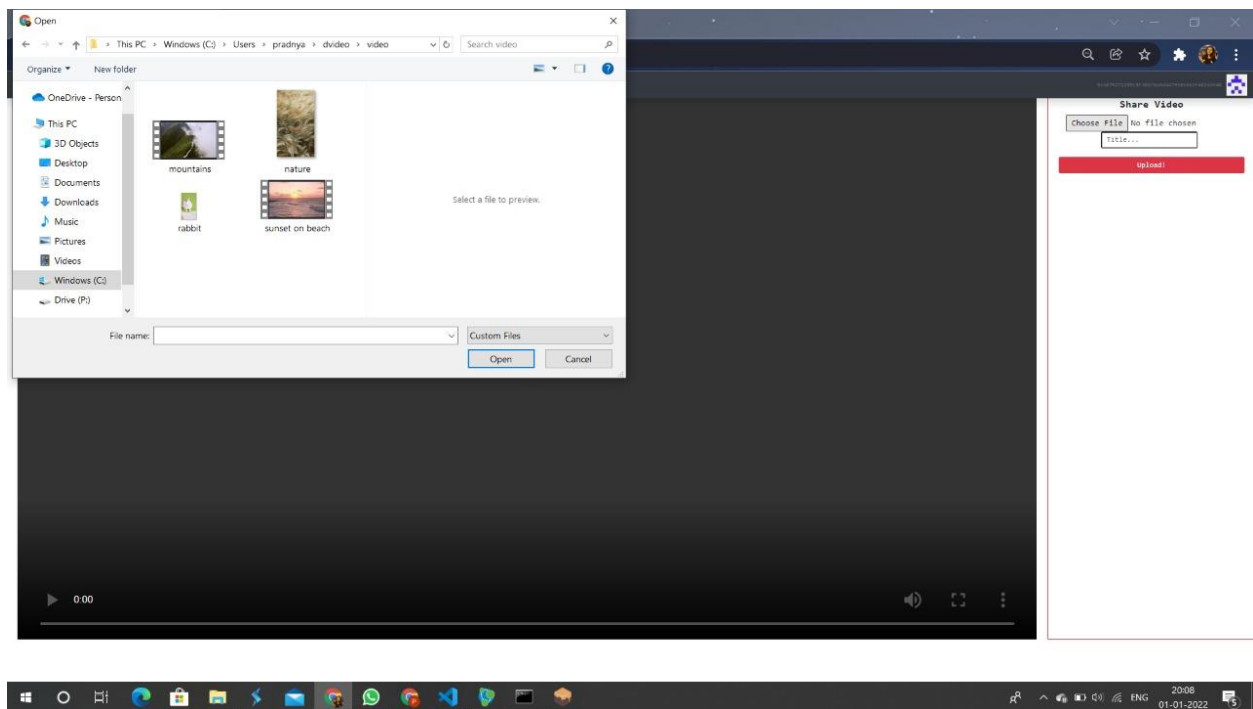 Open
This PC > Windows (C:) > Users > pradnya > dvideo > video
Search video
Organize
New folder
OneDrive - Person
This PC
3D Objects
Desktop
Documents
Downloads
Music
Pictures
Videos
Windows (C:)
Drive (P:)
mountains
nature
rabbit
sunset on beach
Select a file to preview.
File name:
Custom Files
Open
Cancel
Share Video
Choose File No file chosen
Title...
Upload!
0:00
ENG
20:08
01-01-2022
5